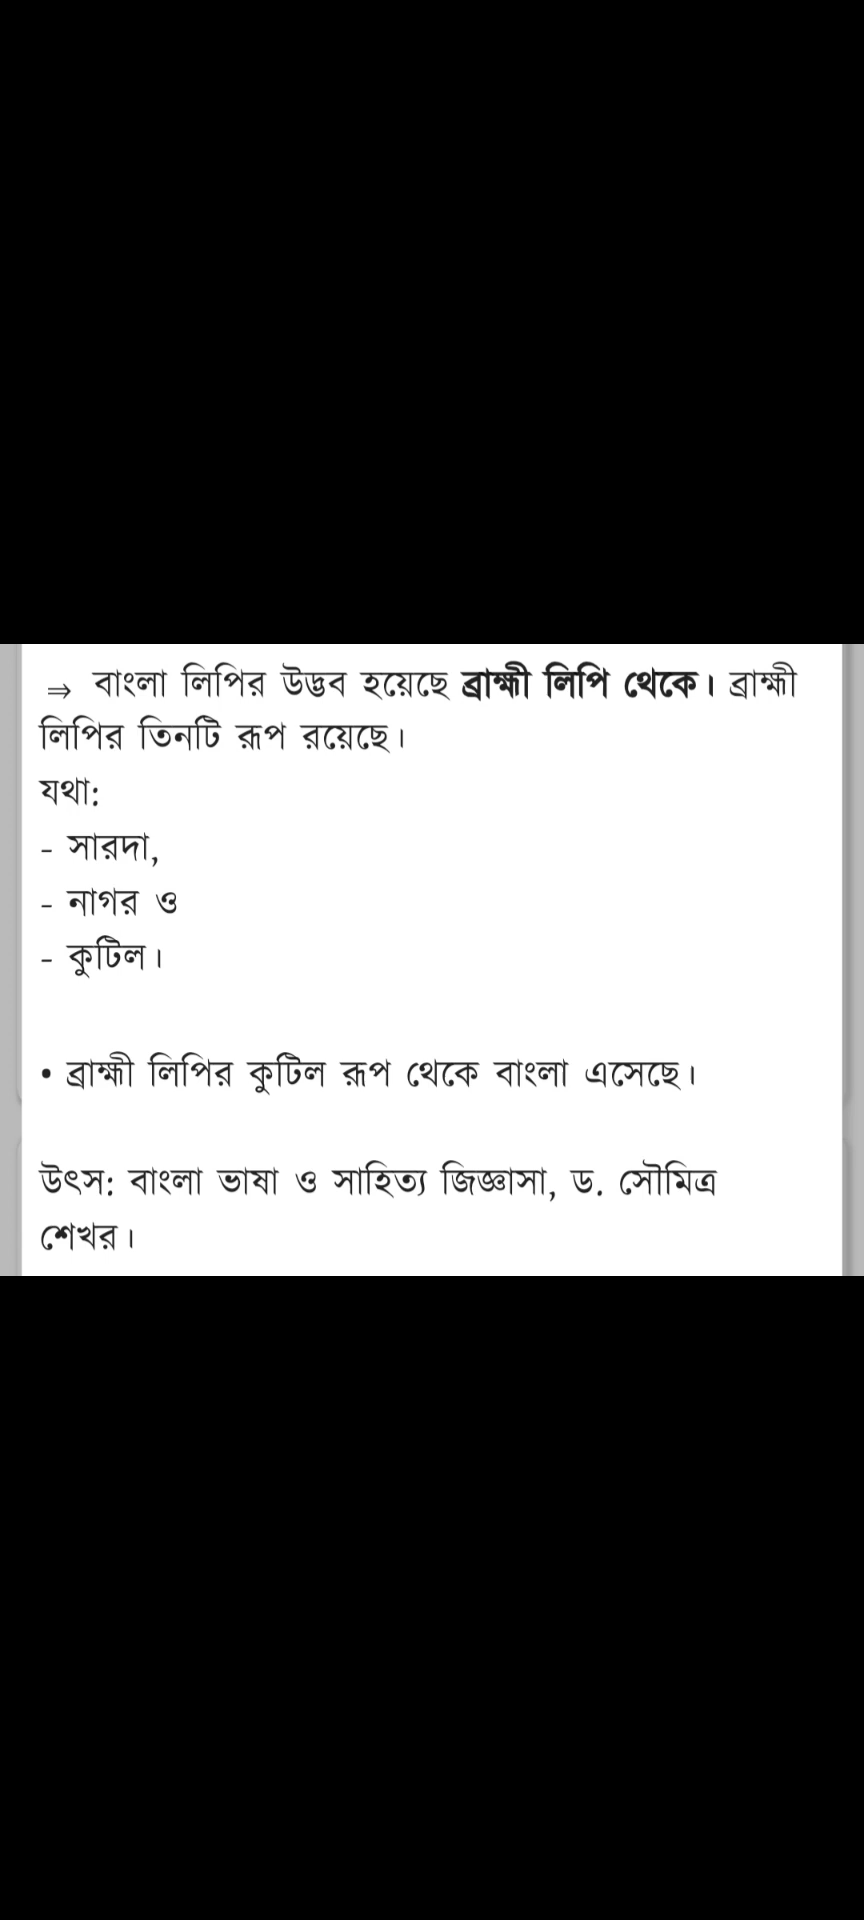 ⇒ বাংলা লিপির উদ্ভব হয়েছে ব্রাহ্মী লিপি থেকে। ব্রাহ্মী
লিপির তিনটি রূপ রয়েছে।
যথা:
- সারদা,
- নাগর ও
- কুটিল।
• ব্রাহ্মী লিপির কুটিল রূপ থেকে বাংলা এসেছে।
উৎস: বাংলা ভাষা ও সাহিত্য জিজ্ঞাসা, ড. সৌমিত্র
শেখর।